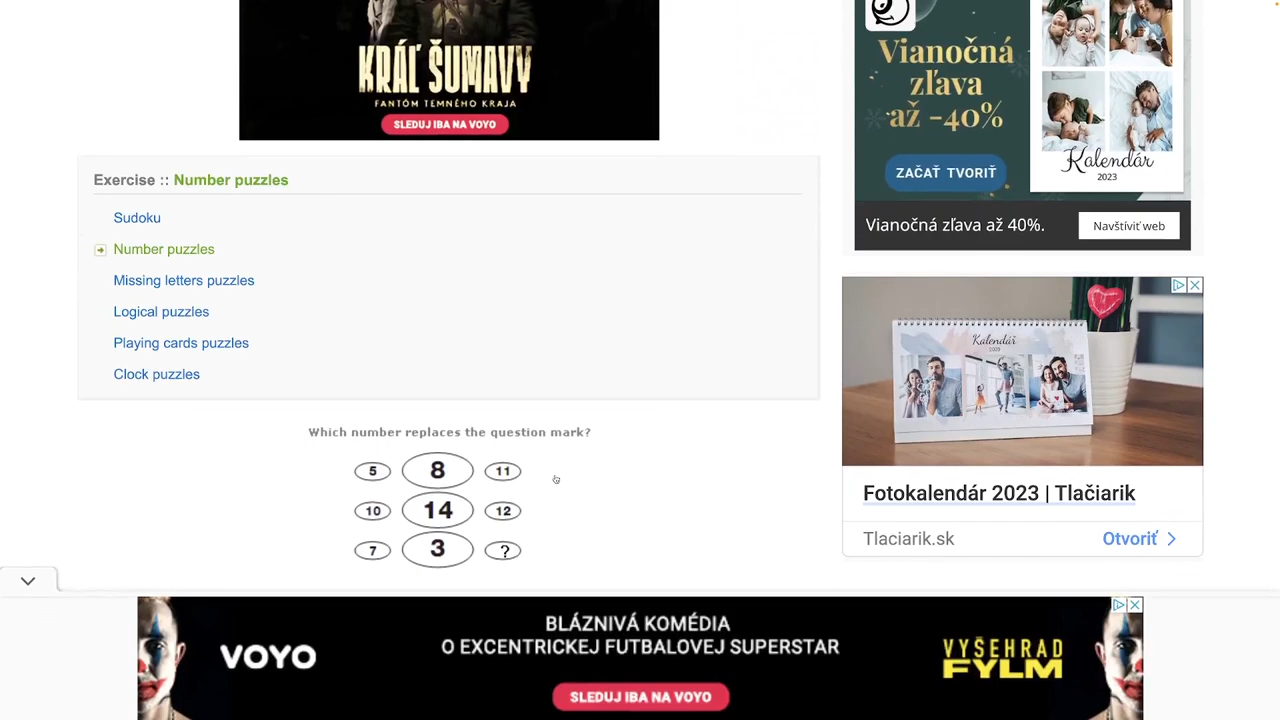 KRÁĽ ŠUMAVY
FANTÓM TEMNÉHO KRAJA
SLEDUJ IBA NA VOYO
Vianočná
zľava
až -40%
ZAČAŤ TVORIŤ
Kalendár
2023
Vianočná zľava až 40%.
Navštíviť web
Exercise :: Number puzzles
Sudoku
Number puzzles
Missing letters puzzles
Logical puzzles
Playing cards puzzles
Clock puzzles
Which number replaces the question mark?
5 8 11
10 14 12
7 3 ?
Kalendár
2023
Fotokalendár 2023 | Tlačiarik
Tlaciarik.sk
Otvoriť
VOYO
BLÁZNIVÁ KOMÉDIA
O EXCENTRICKEJ FUTBALOVEJ SUPERSTAR
SLEDUJ IBA NA VOYO
VYŠEHRAD
FYLM